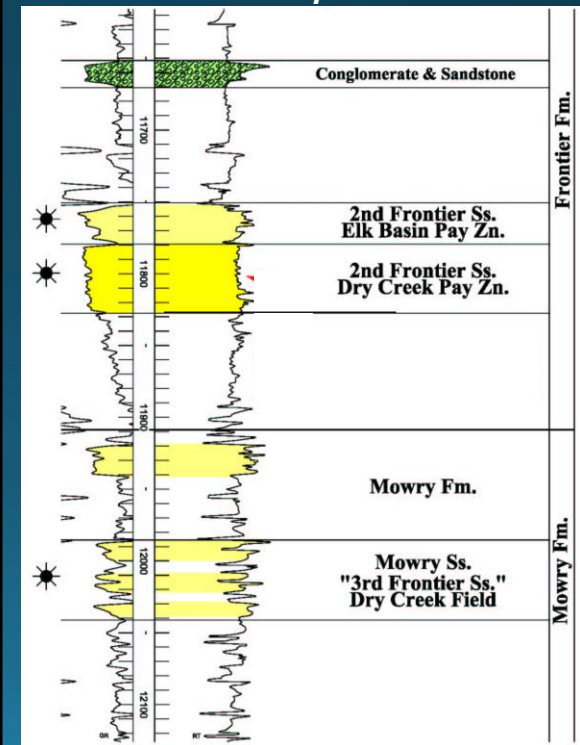 Conglomerate & Sandstone
11700
Frontier Fm.
2nd Frontier Ss.
Elk Basin Pay Zn.
2nd Frontier Ss.
Dry Creek Pay Zn.
11800
11900
Mowry Fm.
Mowry Fm.
12000
Mowry Ss.
"3rd Frontier Ss."
Dry Creek Field
12100
GR RT